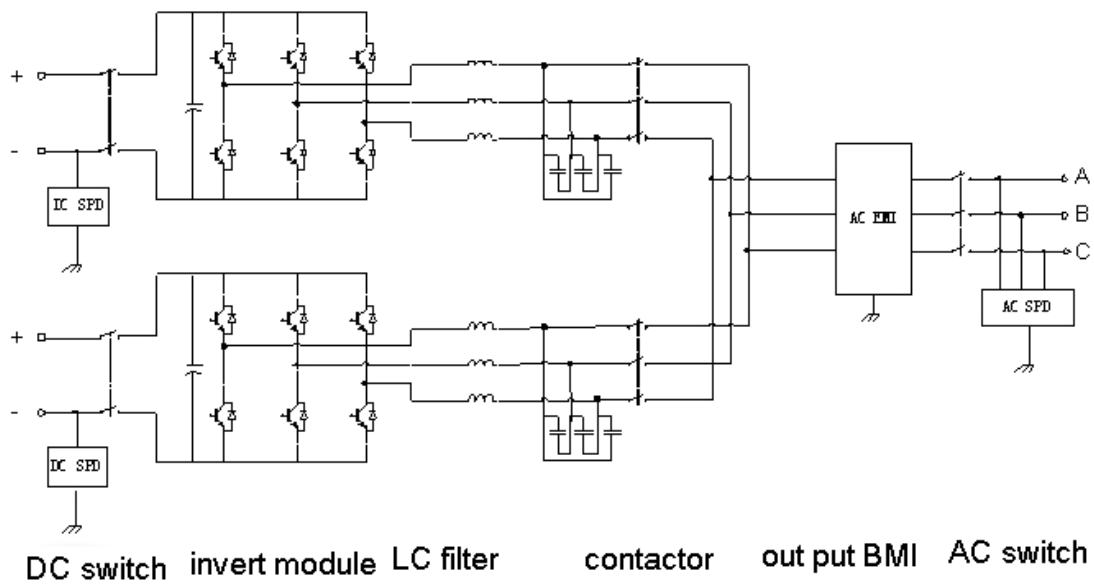 +
-
DC SPD
+
-
DC SPD
AC EMI
A
B
C
AC SPD
DC switch
invert module
LC filter
contactor
out put BMI
AC switch